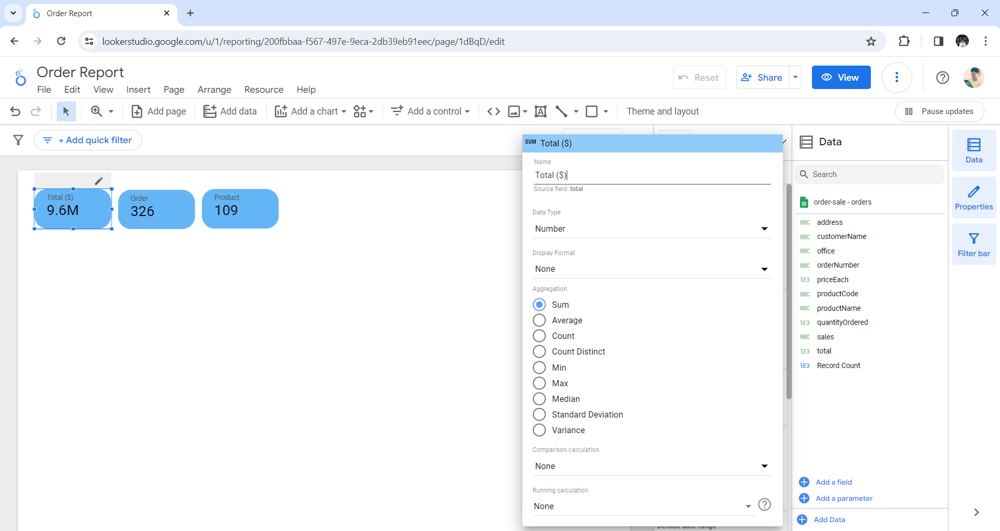 Order Report
lookerstudio.google.com/u/1/reporting/200fbbaa-f567-497e-9eca-2db39eb91eec/page/1dBqD/edit
Order Report
Reset
Share
View
File Edit View Insert Page Arrange Resource Help
Add page
Add data
Add a chart
Add a control
Theme and layout
Pause updates
+ Add quick filter
Total ($)
9.6M
Order
326
Product
109
SUM Total ($)
Name
Total ($)
Source field: total
Data Type
Number
Display Format
None
Aggregation
Sum
Average
Count
Count Distinct
Min
Max
Median
Standard Deviation
Variance
Comparison calculation
None
Running calculation
None
Default date range
Data
Search
order-sale - orders
ABC address
ABC customerName
ABC office
ABC orderNumber
123 priceEach
ABC productCode
ABC productName
123 quantityOrdered
ABC sales
123 total
123 Record Count
Add a field
Add a parameter
Add Data
Data
Properties
Filter bar